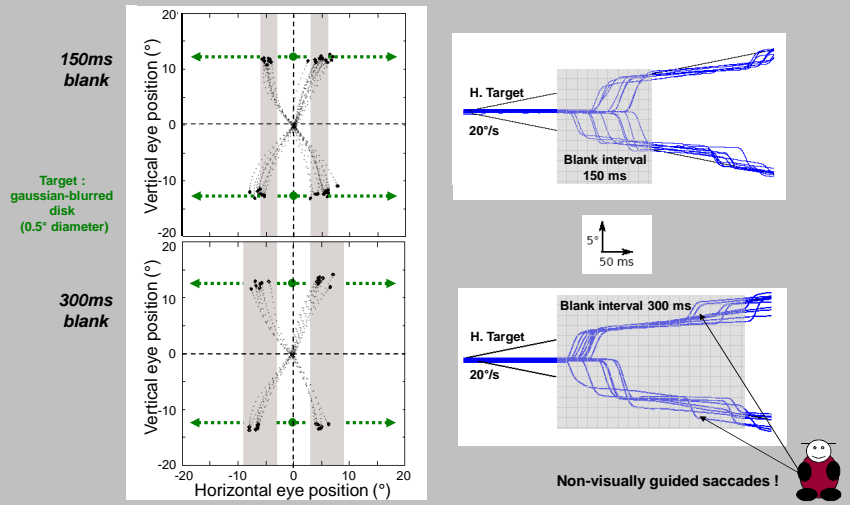 150ms
blank
Target :
gaussian-blurred
disk
(0.5° diameter)
300ms
blank
Vertical eye position (°)
20
10
0
-10
-20
Vertical eye position (°)
20
10
0
-10
-20
-20
-10
0
10
20
Horizontal eye position (°)
H. Target
20°/s
Blank interval
150 ms
5°
50 ms
Blank interval 300 ms
H. Target
20°/s
Non-visually guided saccades !